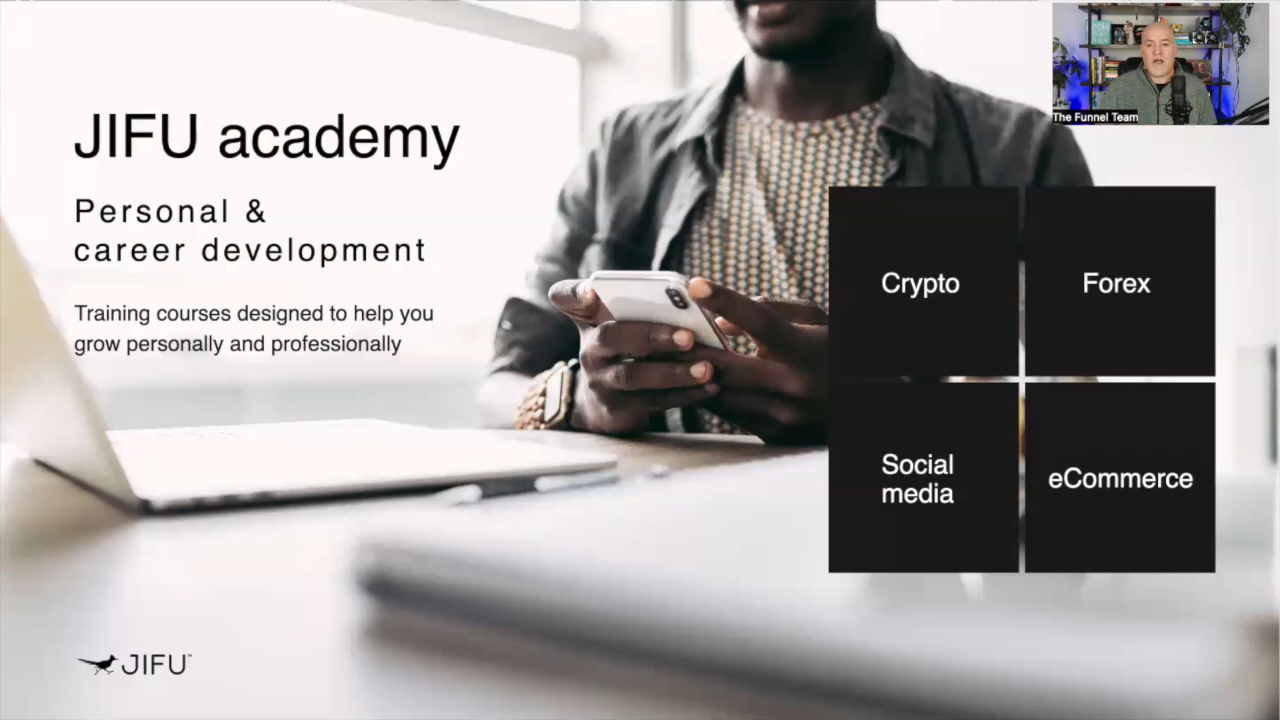 The Funnel Team
JIFU academy
Personal &
career development
Training courses designed to help you
grow personally and professionally
Crypto
Forex
Social
media
eCommerce
JIFU™